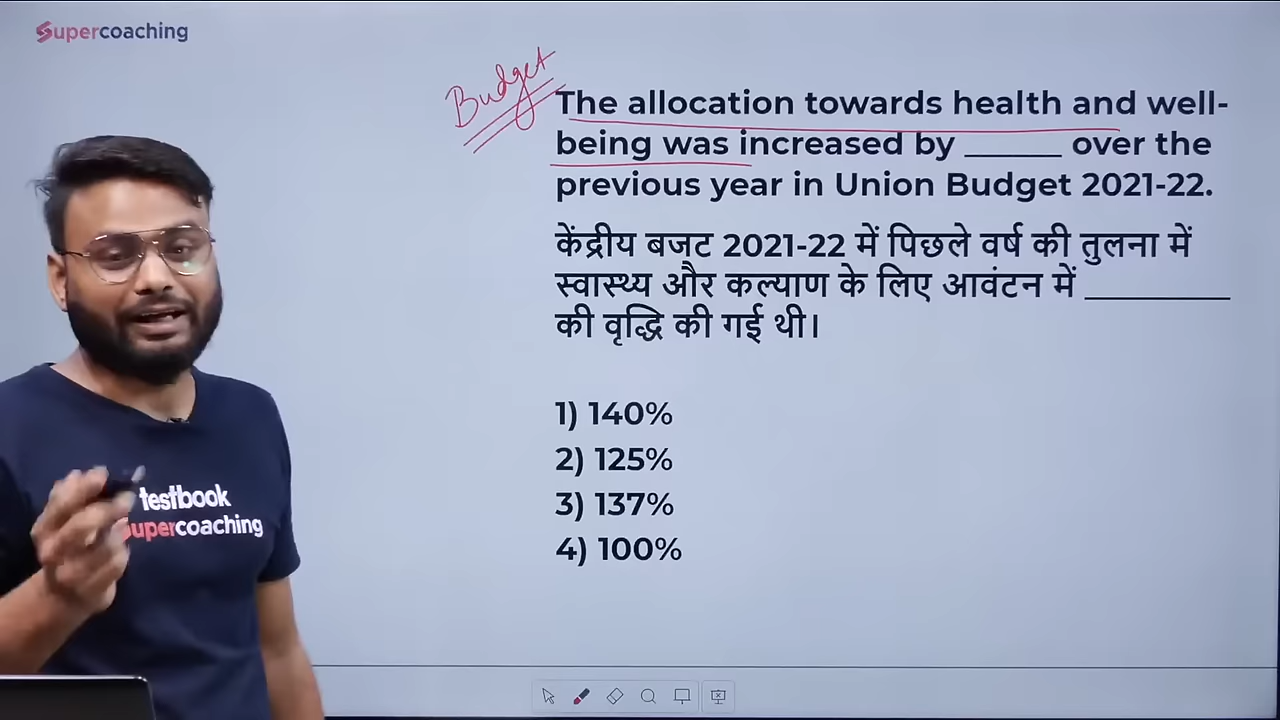 Supercoaching
Budget
The allocation towards health and well-
being was increased by ______ over the
previous year in Union Budget 2021-22.
केंद्रीय बजट 2021-22 में पिछले वर्ष की तुलना में
स्वास्थ्य और कल्याण के लिए आवंटन में __________
की वृद्धि की गई थी।
1) 140%
2) 125%
3) 137%
4) 100%
testbook
Supercoaching